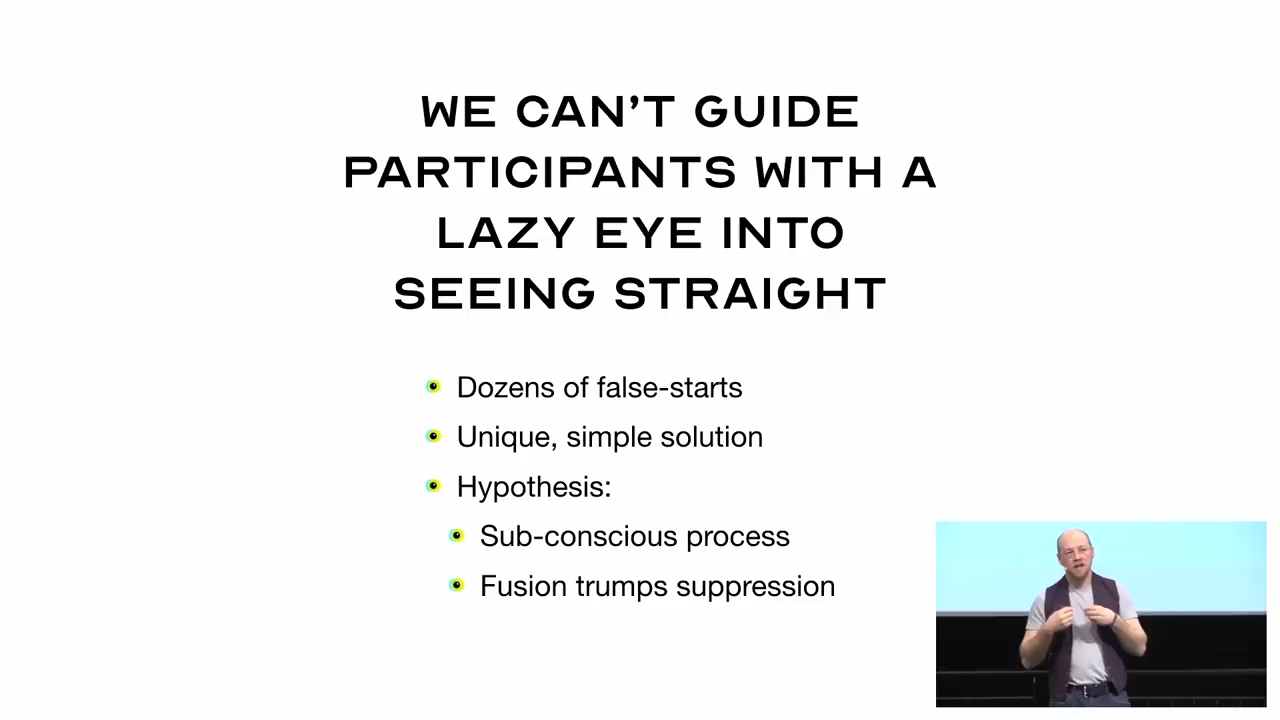 WE CAN’T GUIDE
PARTICIPANTS WITH A
LAZY EYE INTO
SEEING STRAIGHT
Dozens of false-starts
Unique, simple solution
Hypothesis:
Sub-conscious process
Fusion trumps suppression